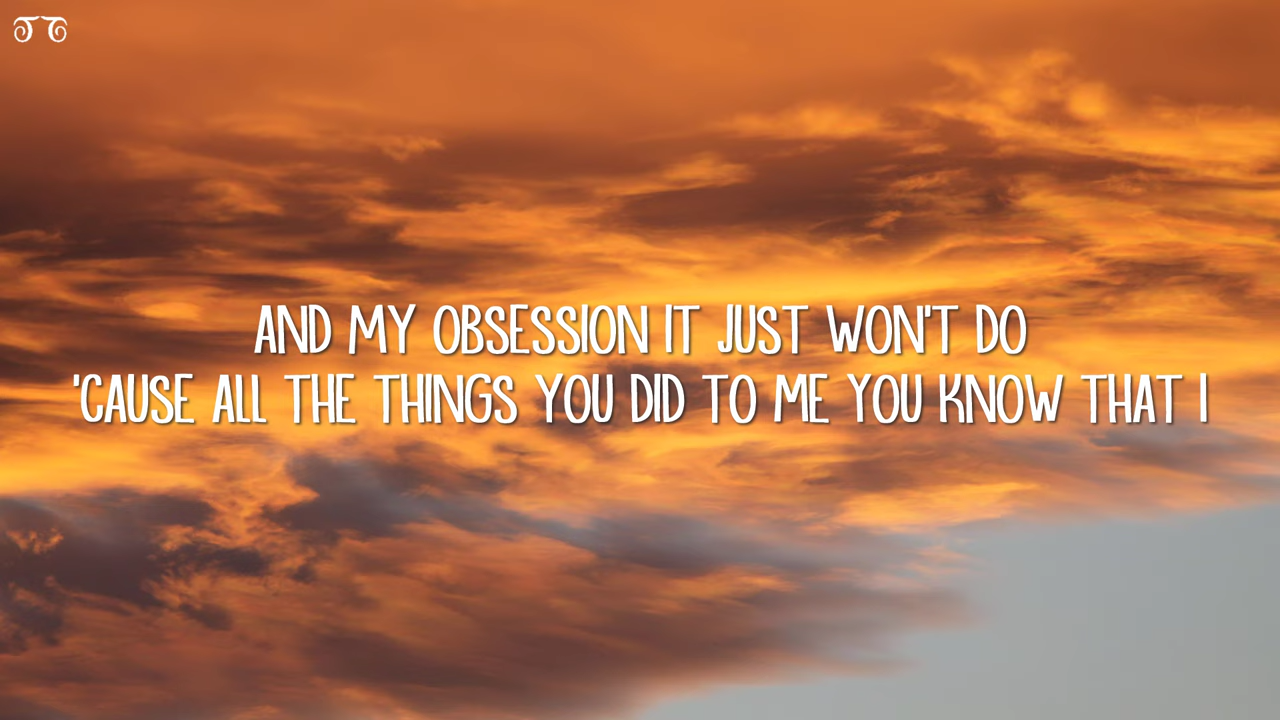 AND MY OBSESSION IT JUST WON'T DO
'CAUSE ALL THE THINGS YOU DID TO ME YOU KNOW THAT I